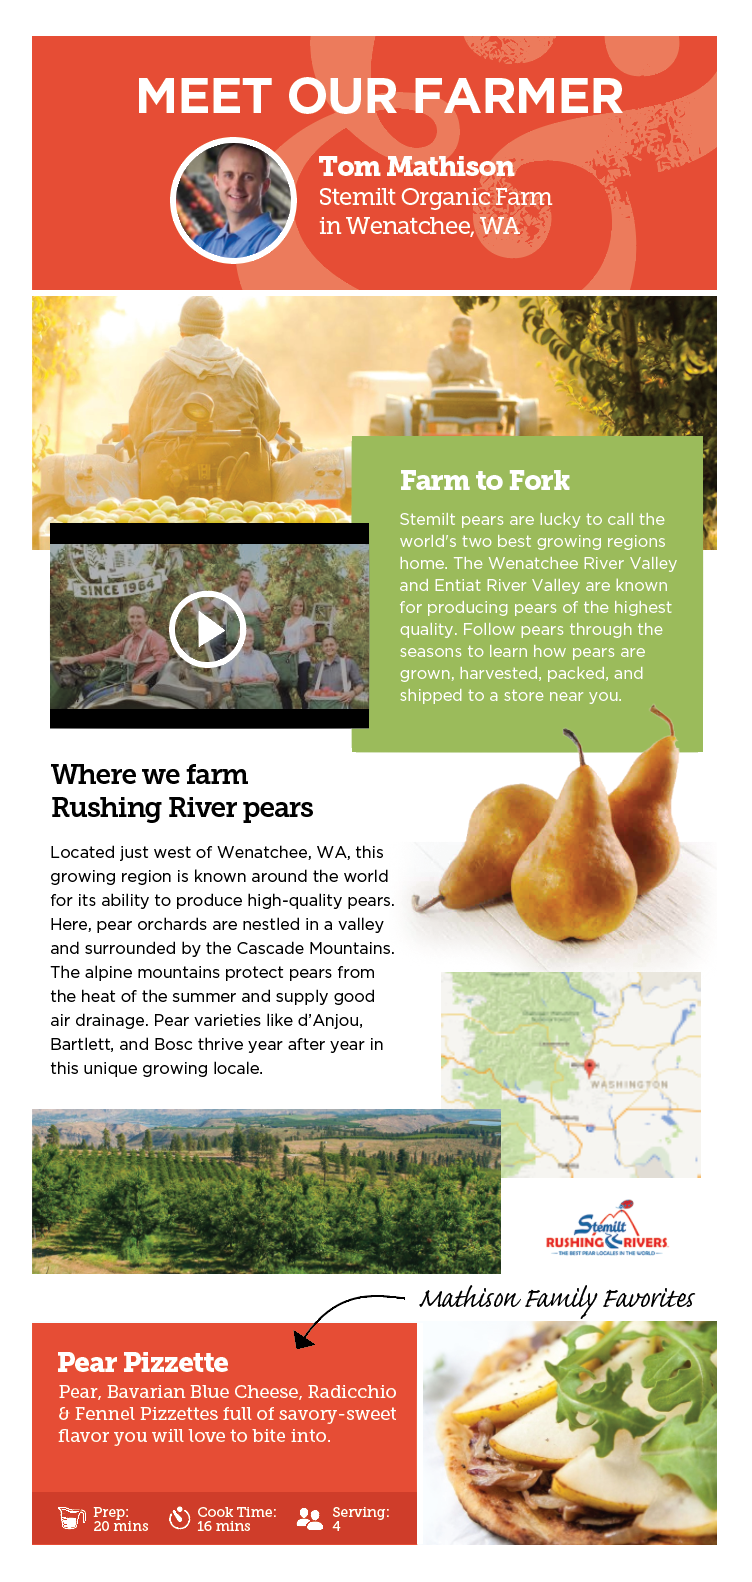 MEET OUR FARMER
Tom Mathison
Stemilt Organic Farm
in Wenatchee, WA
Farm to Fork
Stemilt pears are lucky to call the
world's two best growing regions
home. The Wenatchee River Valley
and Entiat River Valley are known
for producing pears of the highest
quality. Follow pears through the
seasons to learn how pears are
grown, harvested, packed, and
shipped to a store near you.
SINCE 1964
Where we farm
Rushing River pears
Located just west of Wenatchee, WA, this
growing region is known around the world
for its ability to produce high-quality pears.
Here, pear orchards are nestled in a valley
and surrounded by the Cascade Mountains.
The alpine mountains protect pears from
the heat of the summer and supply good
air drainage. Pear varieties like d’Anjou,
Bartlett, and Bosc thrive year after year in
this unique growing locale.
WASHINGTON
Stemilt
RUSHING RIVERS
THE BEST PEAR LOCALES IN THE WORLD
Mathison Family Favorites
Pear Pizzette
Pear, Bavarian Blue Cheese, Radicchio
& Fennel Pizzettes full of savory-sweet
flavor you will love to bite into.
Prep:
20 mins
Cook Time:
16 mins
Serving:
4